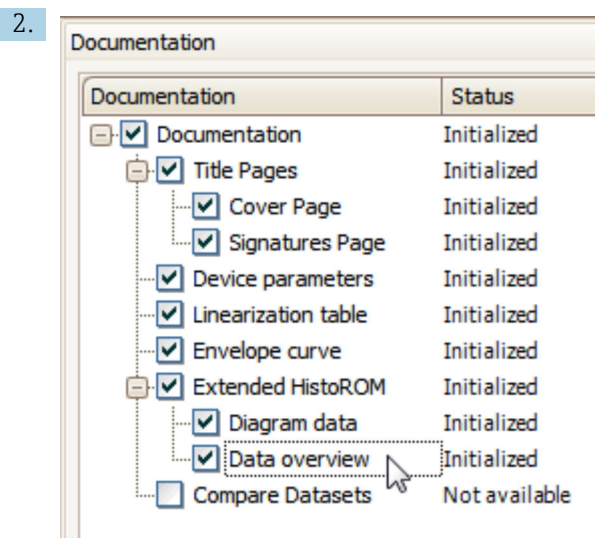 2.
Documentation
Documentation Status
Documentation Initialized
Title Pages Initialized
Cover Page Initialized
Signatures Page Initialized
Device parameters Initialized
Linearization table Initialized
Envelope curve Initialized
Extended HistoROM Initialized
Diagram data Initialized
Data overview Initialized
Compare Datasets Not available